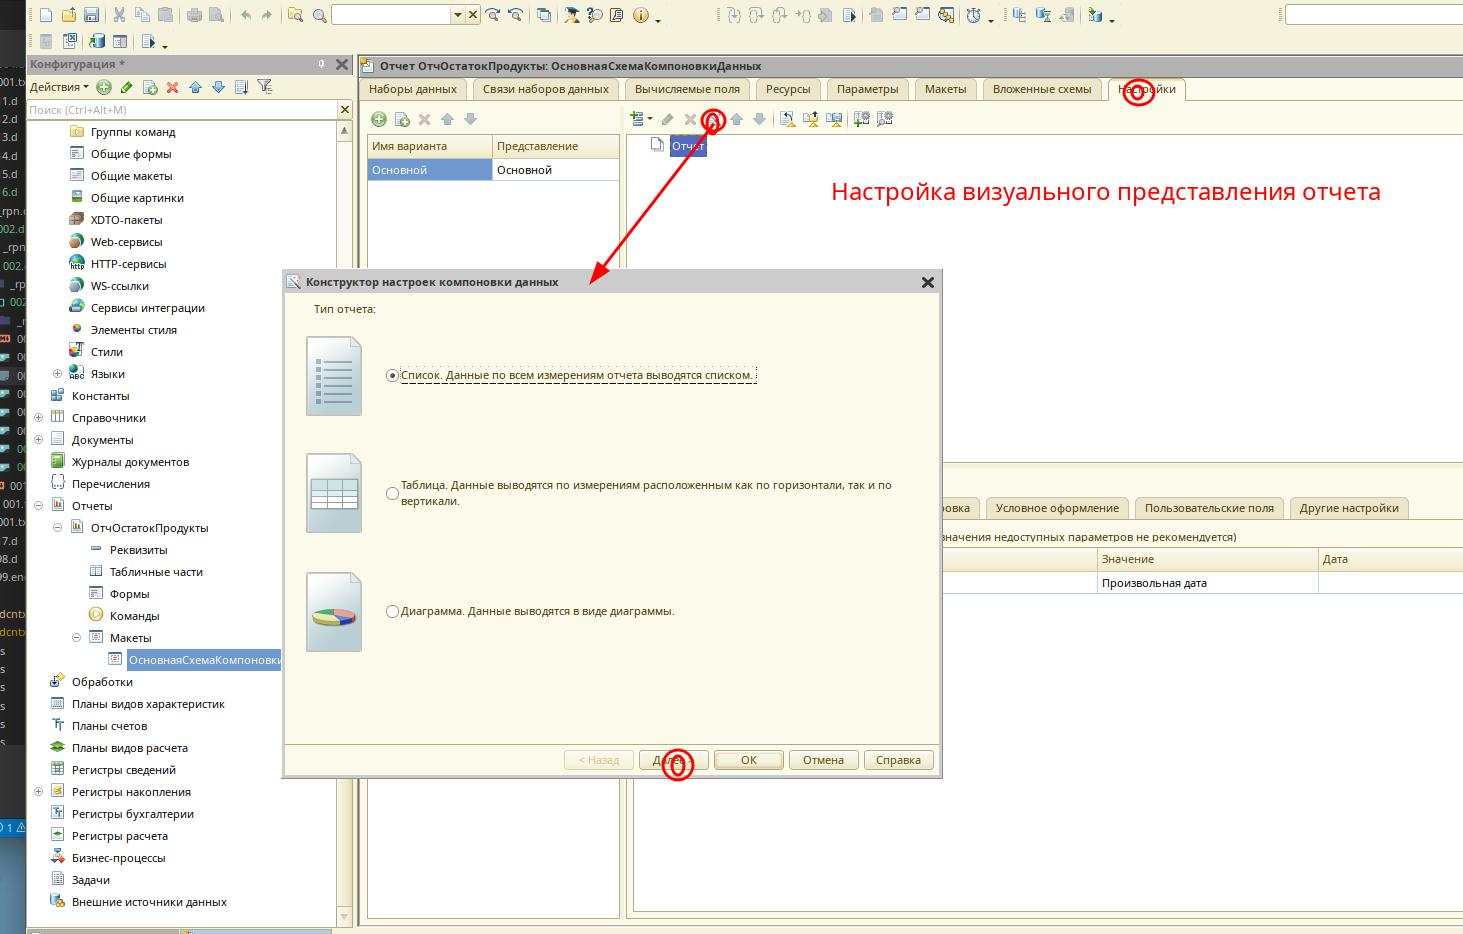 Конфигурация *
Действия
Поиск (Ctrl+Alt+M)
Группы команд
Общие формы
Общие макеты
Общие картинки
XDTO-пакеты
Web-сервисы
HTTP-сервисы
WS-ссылки
Сервисы интеграции
Элементы стиля
Стили
Языки
Константы
Справочники
Документы
Журналы документов
Перечисления
Отчеты
ОтчОстатокПродукты
Реквизиты
Табличные части
Формы
Команды
Макеты
ОсновнаяСхемаКомпоновки
Обработки
Планы видов характеристик
Планы счетов
Планы видов расчета
Регистры сведений
Регистры накопления
Регистры бухгалтерии
Регистры расчета
Бизнес-процессы
Задачи
Внешние источники данных
Отчет ОтчОстатокПродукты: ОсновнаяСхемаКомпоновкиДанных
Наборы данных Связи наборов данных Вычисляемые поля Ресурсы Параметры Макеты Вложенные схемы Настройки
Имя варианта Представление
Основной Основной
Отчет
Настройка визуального представления отчета
Конструктор настроек компоновки данных
Тип отчета:
Список. Данные по всем измерениям отчета выводятся списком.
Таблица. Данные выводятся по измерениям расположенным как по горизонтали, так и по
вертикали.
Диаграмма. Данные выводятся в виде диаграммы.
< Назад Далее > ОК Отмена Справка
ровка Условное оформление Пользовательские поля Другие настройки
значения недоступных параметров не рекомендуется)
Значение Дата
Произвольная дата